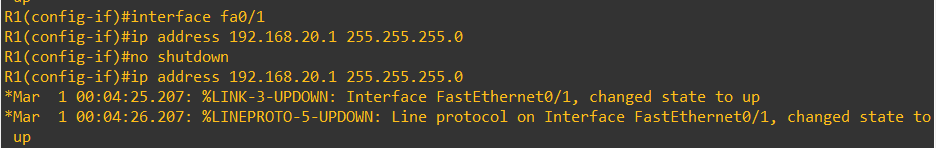 up
R1(config-if)#interface fa0/1
R1(config-if)#ip address 192.168.20.1 255.255.255.0
R1(config-if)#no shutdown
R1(config-if)#ip address 192.168.20.1 255.255.255.0
*Mar  1 00:04:25.207: %LINK-3-UPDOWN: Interface FastEthernet0/1, changed state to up
*Mar  1 00:04:26.207: %LINEPROTO-5-UPDOWN: Line protocol on Interface FastEthernet0/1, changed state to
up